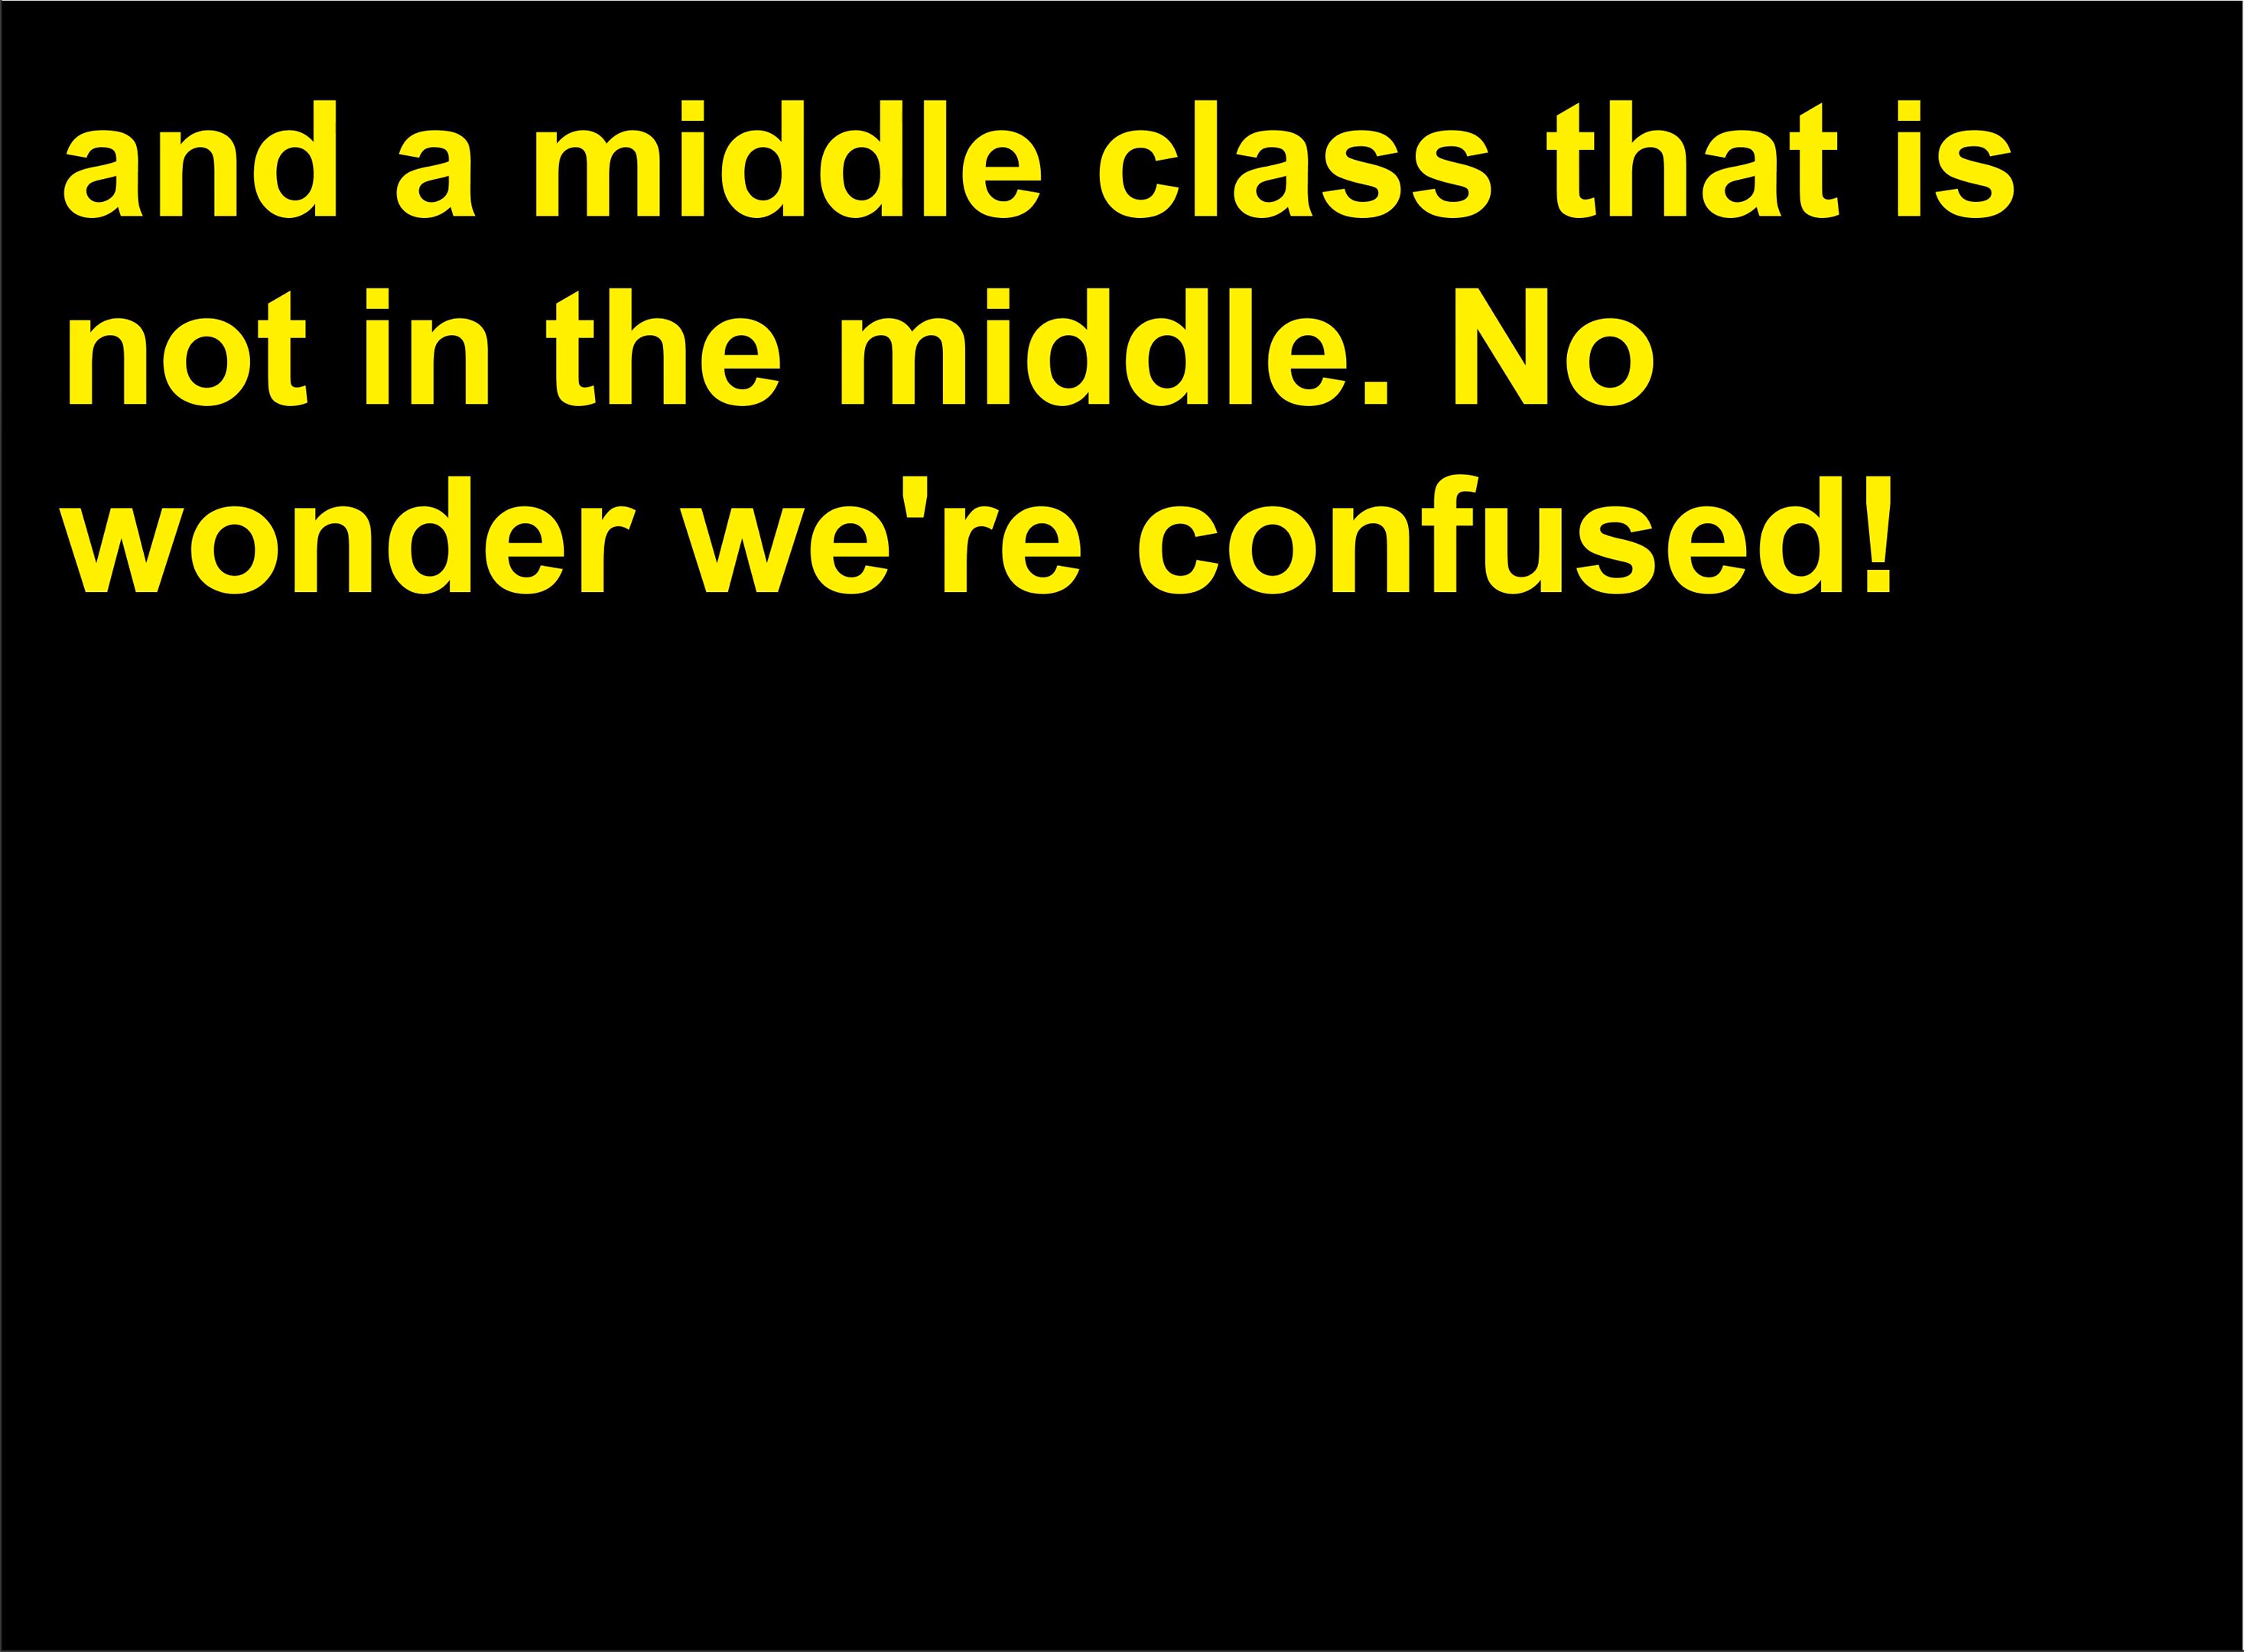 and a middle class that is
not in the middle. No
wonder we're confused!